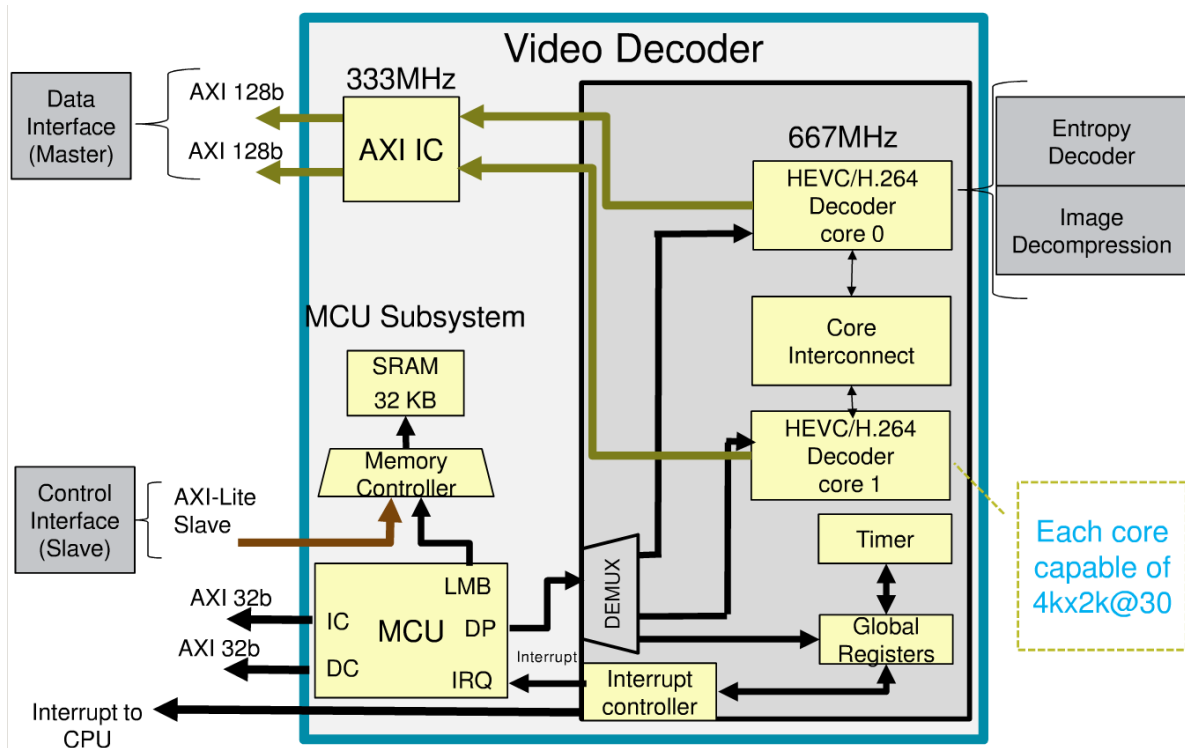 Video Decoder
Data
Interface
(Master)
AXI 128b
AXI 128b
333MHz
AXI IC
667MHz
HEVC/H.264
Decoder
core 0
Entropy
Decoder
Image
Decompression
Core
Interconnect
HEVC/H.264
Decoder
core 1
MCU Subsystem
SRAM
32 KB
Memory
Controller
Control
Interface
(Slave)
AXI-Lite
Slave
AXI 32b
AXI 32b
LMB
IC
MCU
DP
DC
IRQ
Interrupt
DEMUX
Timer
Global
Registers
Interrupt
controller
Interrupt to
CPU
Each core
capable of
4kx2k@30